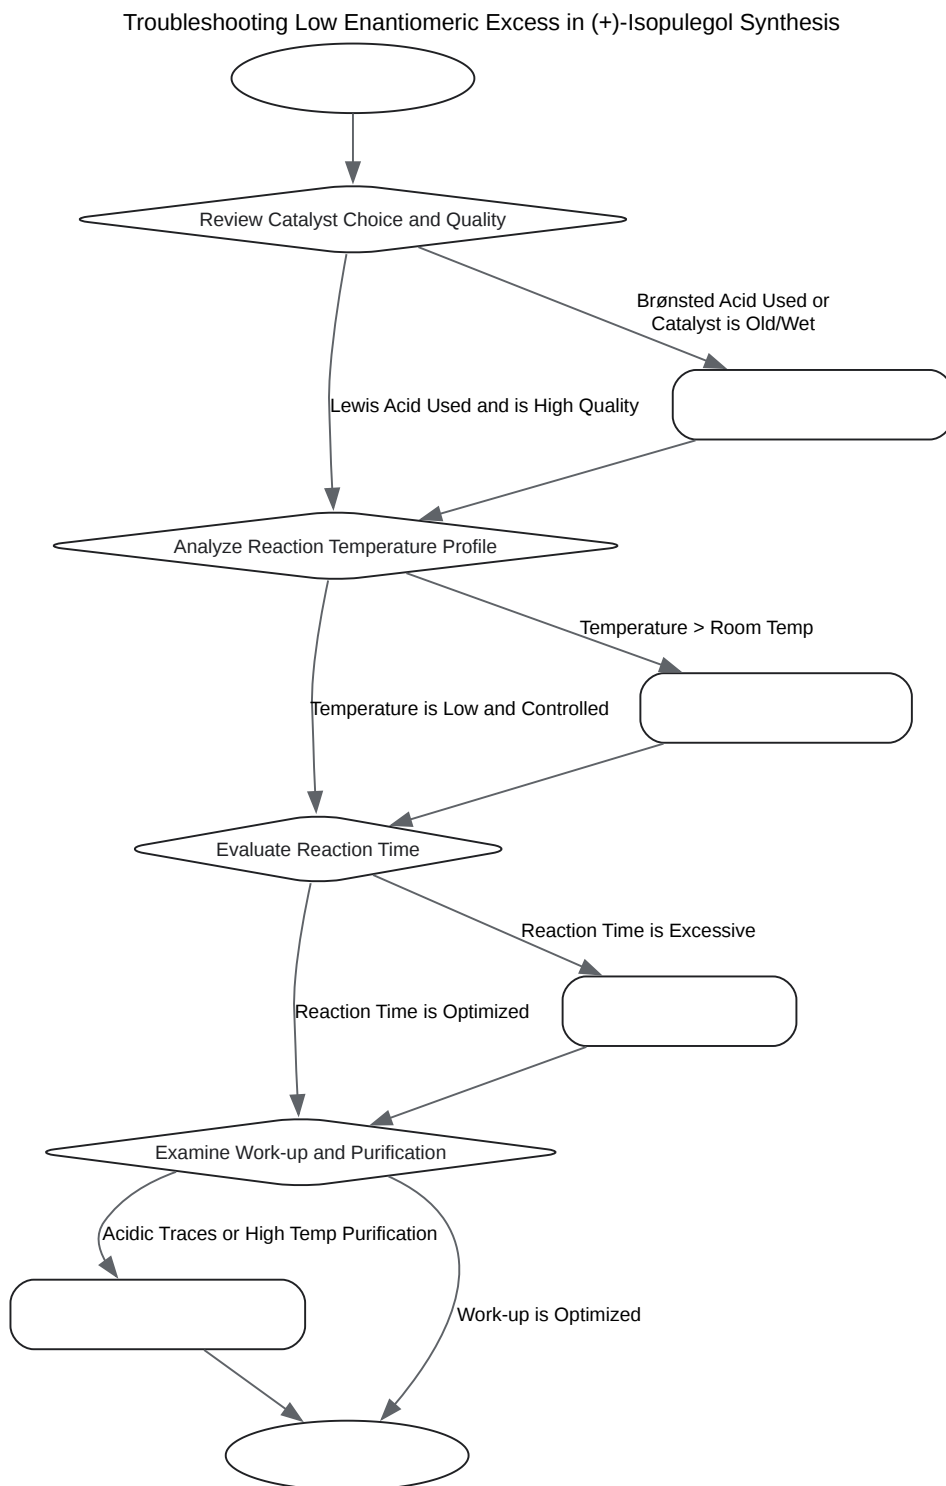 Troubleshooting Low Enantiomeric Excess in (+)-Isopulegol Synthesis
Review Catalyst Choice and Quality
Brønsted Acid Used or
Catalyst is Old/Wet
Lewis Acid Used and is High Quality
Analyze Reaction Temperature Profile
Temperature > Room Temp
Temperature is Low and Controlled
Evaluate Reaction Time
Reaction Time is Excessive
Reaction Time is Optimized
Examine Work-up and Purification
Acidic Traces or High Temp Purification
Work-up is Optimized